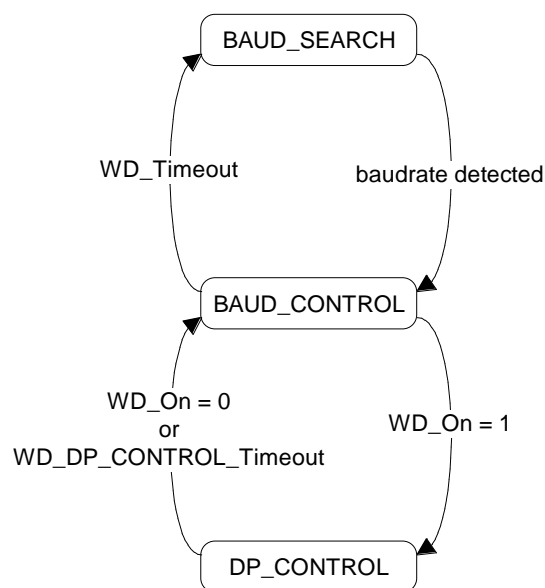 BAUD_SEARCH
WD_Timeout
baudrate detected
BAUD_CONTROL
WD_On = 0
or
WD_DP_CONTROL_Timeout
WD_On = 1
DP_CONTROL